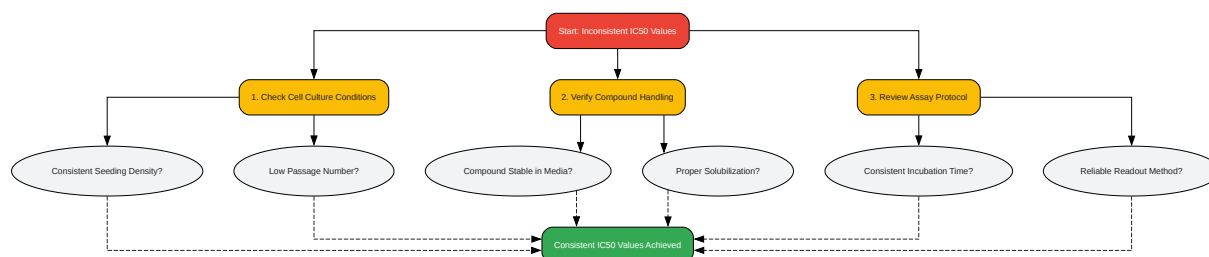 Start: Inconsistent IC50 Values
1. Check Cell Culture Conditions
2. Verify Compound Handling
3. Review Assay Protocol
Consistent Seeding Density?
Low Passage Number?
Compound Stable in Media?
Proper Solubilization?
Consistent Incubation Time?
Reliable Readout Method?
Consistent IC50 Values Achieved